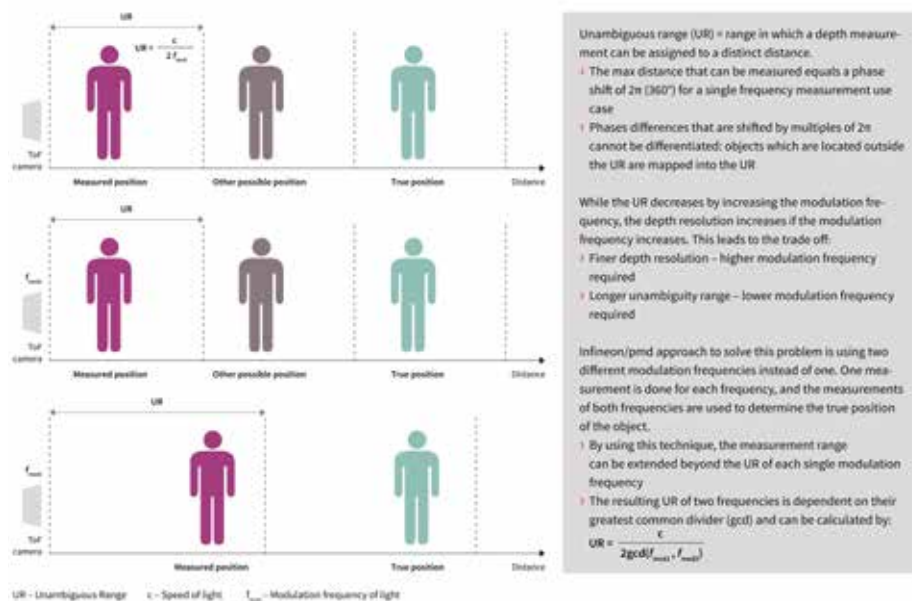 UR
UR = c / 2 f_mod
ToF
camera
Measured position
Other possible position
True position
Distance
UR
f_mod1
ToF
camera
Measured position
Other possible position
True position
Distance
UR
f_mod2
ToF
camera
Measured position
True position
Distance
UR – Unambiguous Range c – Speed of light f_mod – Modulation frequency of light
Unambiguous range (UR) = range in which a depth measure-
ment can be assigned to a distinct distance.
› The max distance that can be measured equals a phase
shift of 2π (360°) for a single frequency measurement use
case
› Phases differences that are shifted by multiples of 2π
cannot be differentiated: objects which are located outside
the UR are mapped into the UR
While the UR decreases by increasing the modulation fre-
quency, the depth resolution increases if the modulation
frequency increases. This leads to the trade off:
› Finer depth resolution – higher modulation frequency
required
› Longer unambiguity range – lower modulation frequency
required
Infineon/pmd approach to solve this problem is using two
different modulation frequencies instead of one. One mea-
surement is done for each frequency, and the measurements
of both frequencies are used to determine the true position
of the object.
› By using this technique, the measurement range
can be extended beyond the UR of each single modulation
frequency
› The resulting UR of two frequencies is dependent on their
greatest common divider (gcd) and can be calculated by:
UR = c / 2gcd(f_mod1, f_mod2)